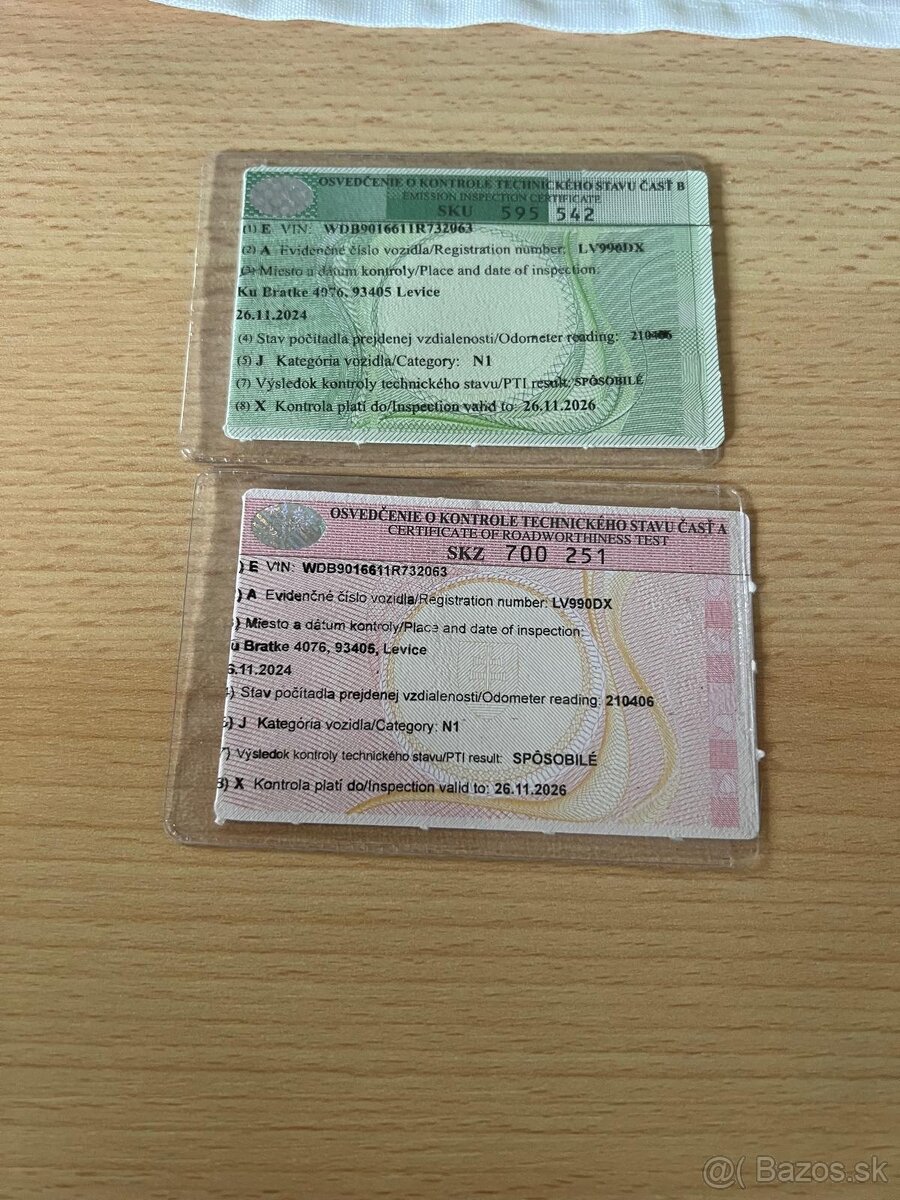 OSVEDČENIE O KONTROLE TECHNICKÉHO STAVU ČASŤ B
EMISSION INSPECTION CERTIFICATE
SKU 595 542
(1) E VIN: WDB9016611R732063
(2) A Evidenčné číslo vozidla/Registration number: LV990DX
(3) Miesto a dátum kontroly/Place and date of inspection:
Ku Bratke 4076, 93405 Levice
26.11.2024
(4) Stav počítadla prejdenej vzdialenosti/Odometer reading: 210406
(5) J Kategória vozidla/Category: N1
(7) Výsledok kontroly technického stavu/PTI result: SPÔSOBILÉ
(8) X Kontrola platí do/Inspection valid to: 26.11.2026
OSVEDČENIE O KONTROLE TECHNICKÉHO STAVU ČASŤ A
CERTIFICATE OF ROADWORTHINESS TEST
SKZ 700 251
) E VIN: WDB9016611R732063
) A Evidenčné číslo vozidla/Registration number: LV990DX
) Miesto a dátum kontroly/Place and date of inspection:
u Bratke 4076, 93405, Levice
6.11.2024
) Stav počítadla prejdenej vzdialenosti/Odometer reading: 210406
) J Kategória vozidla/Category: N1
) Výsledok kontroly technického stavu/PTI result: SPÔSOBILÉ
) X Kontrola platí do/Inspection valid to: 26.11.2026
@( Bazos.sk